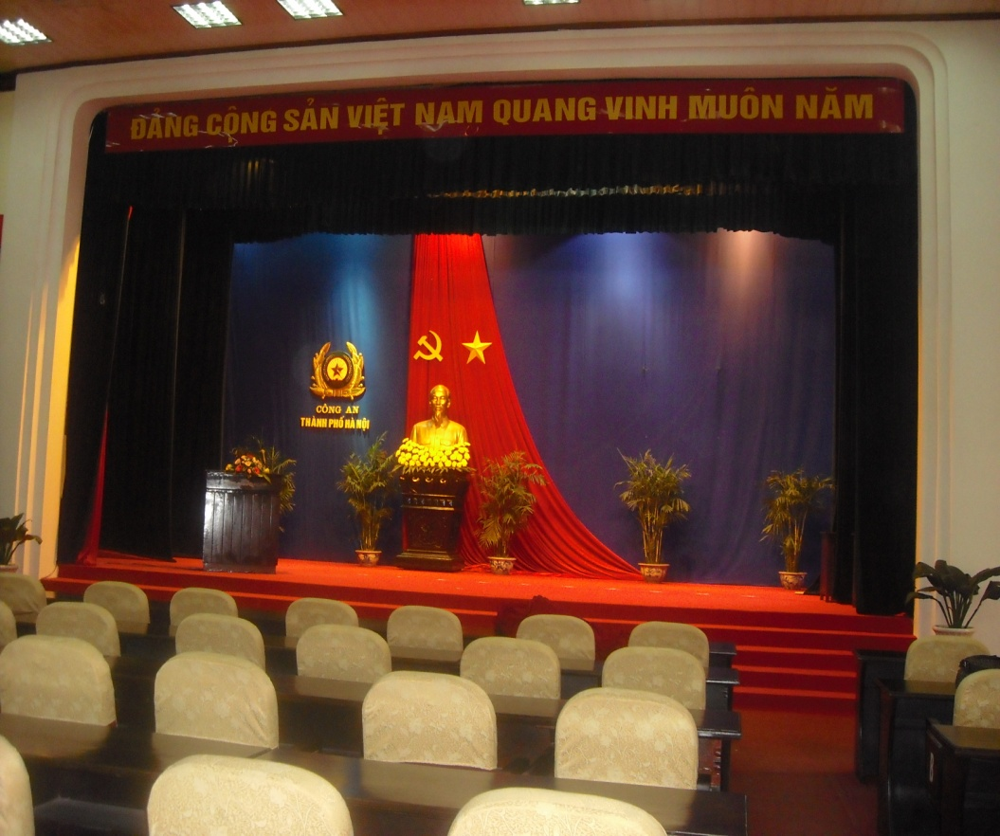 ĐẢNG CỘNG SẢN VIỆT NAM QUANG VINH MUÔN NĂM
CÔNG AN
THÀNH PHỐ HÀ NỘI